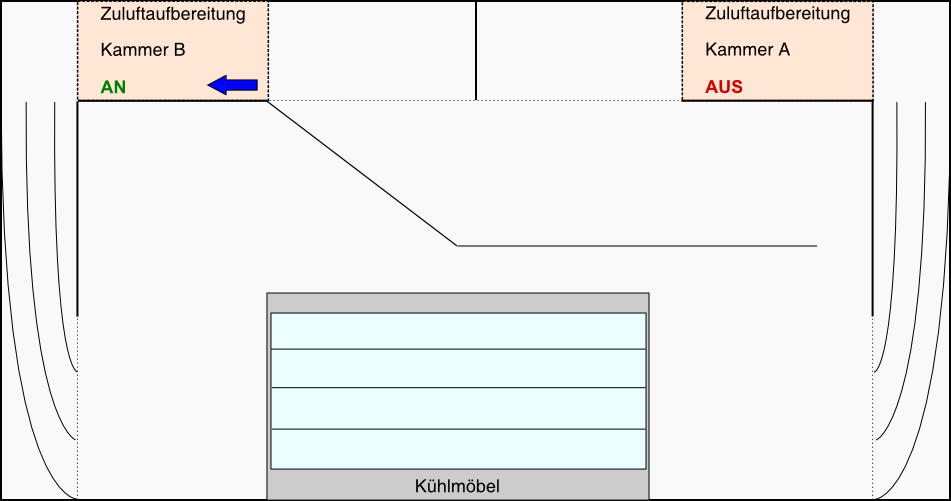 Zuluftaufbereitung
Kammer B
AN
Zuluftaufbereitung
Kammer A
AUS
Kühlmöbel